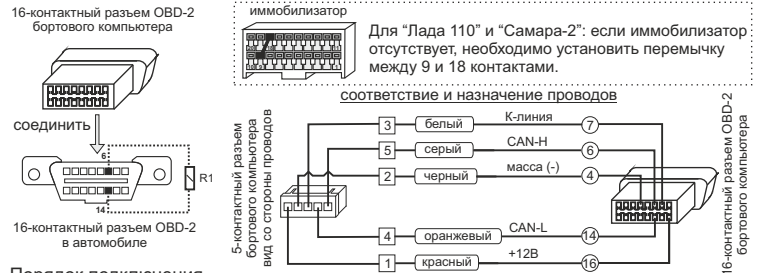 16-контактный разъем OBD-2
бортового компьютера
соединить
6
R1
14
16-контактный разъем OBD-2
в автомобиле
Порядок подключения
иммобилизатор
Для “Лада 110” и “Самара-2”: если иммобилизатор
отсутствует, необходимо установить перемычку
между 9 и 18 контактами.
соответствие и назначение проводов
5-контактный разъем
бортового компьютера
вид со стороны проводов
3 белый К-линия 7
5 серый CAN-H 6
2 черный масса (-) 4
4 оранжевый CAN-L 14
1 красный +12В 16
16-контактный разъем OBD-2
бортового компьютера